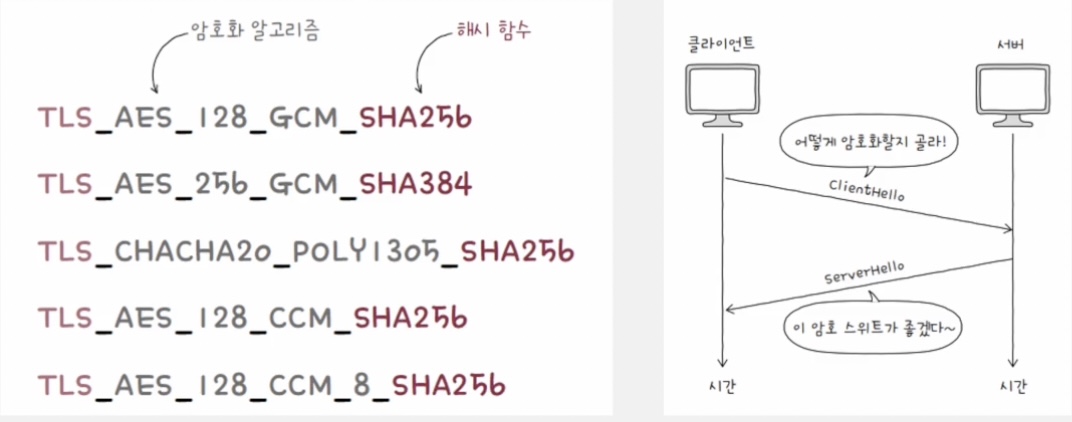 암호화 알고리즘
해시 함수
TLS_AES_128_GCM_SHA256
TLS_AES_256_GCM_SHA384
TLS_CHACHA20_POLY1305_SHA256
TLS_AES_128_CCM_SHA256
TLS_AES_128_CCM_8_SHA256
클라이언트
서버
어떻게 암호화할지 골라!
ClientHello
ServerHello
이 암호 스위트가 좋겠다~
시간
시간